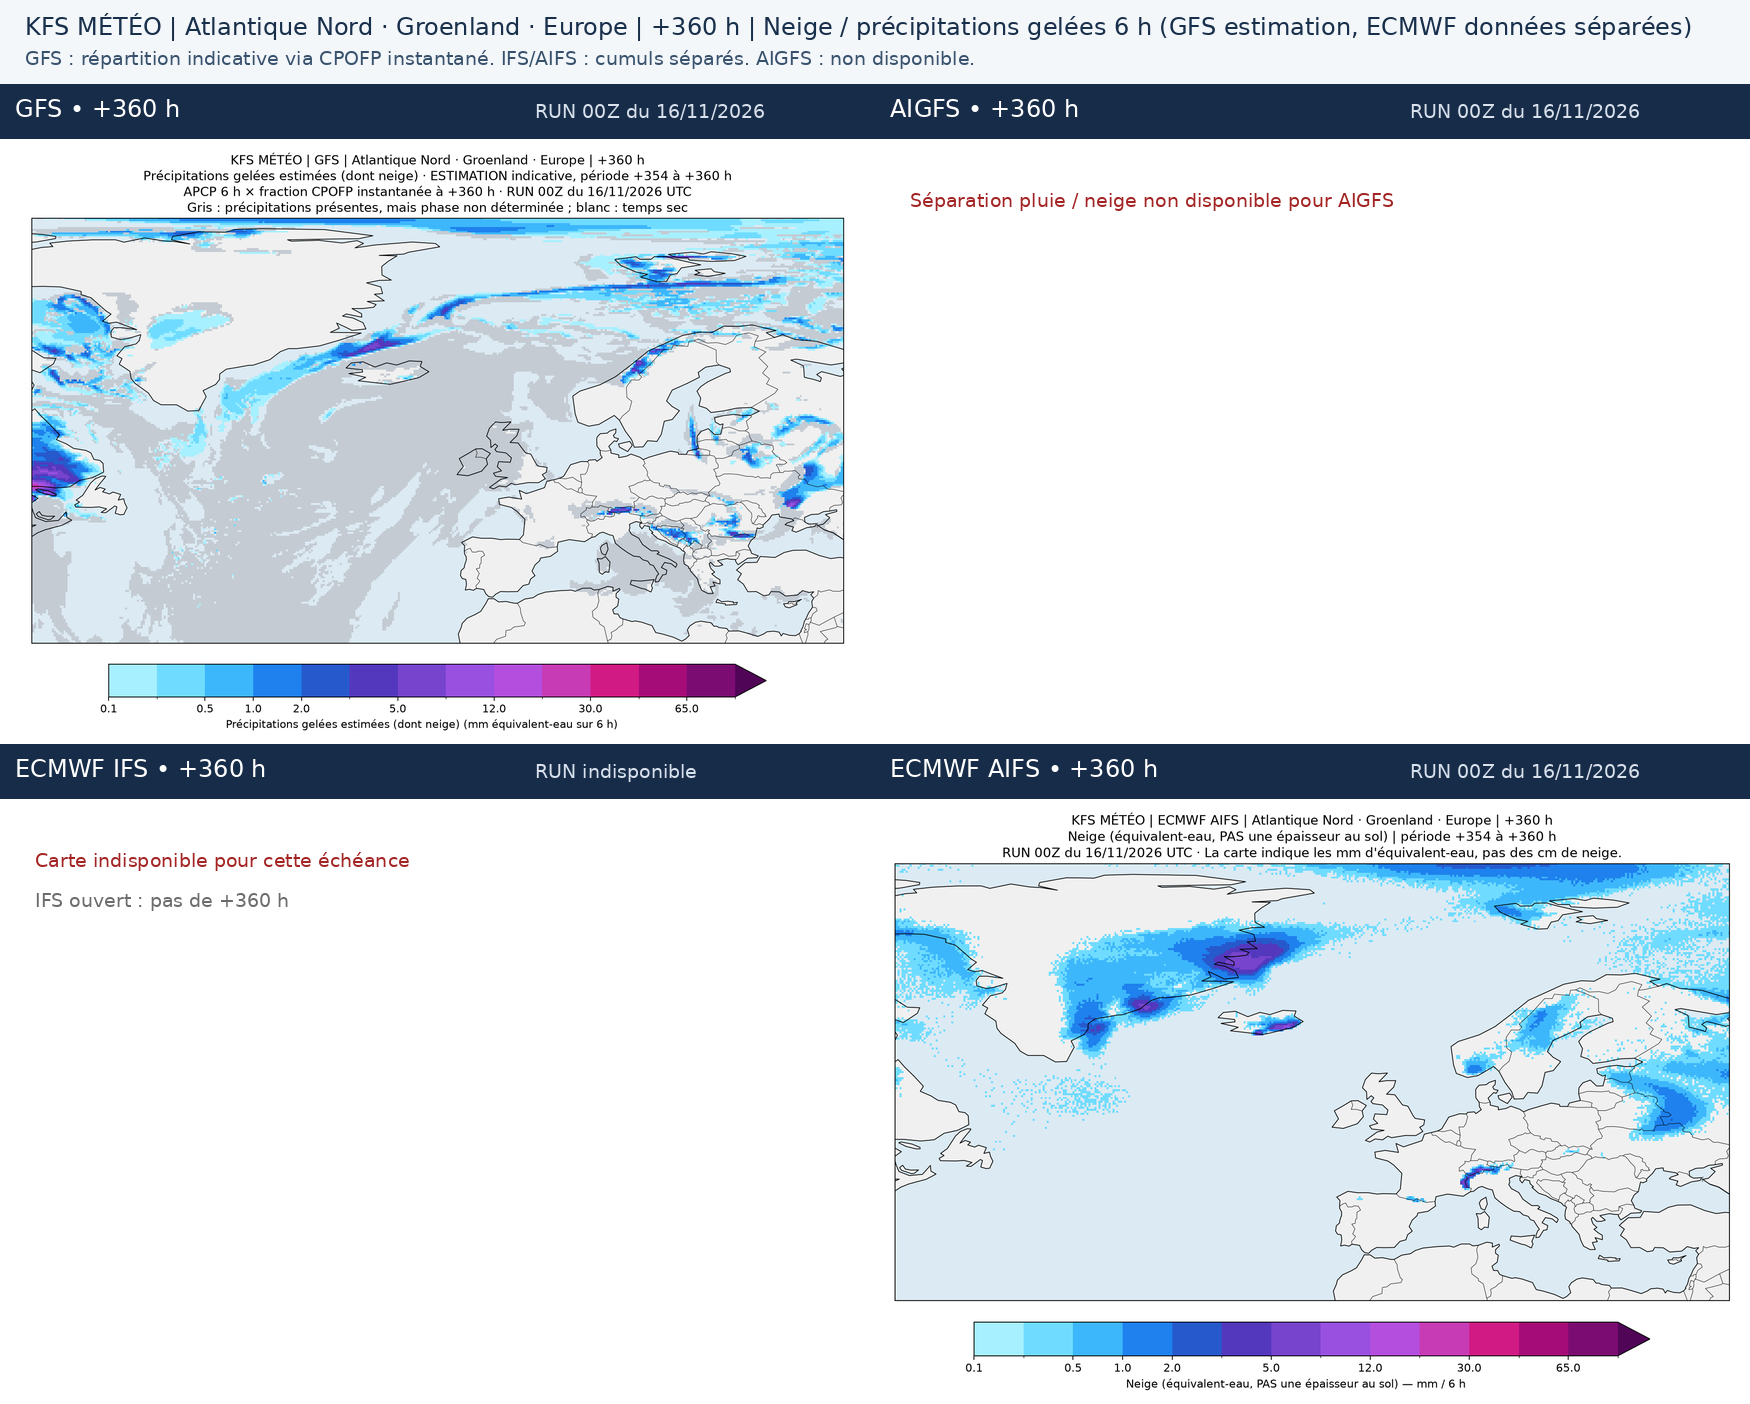 KFS MÉTÉO | Atlantique Nord · Groenland · Europe | +360 h | Neige / précipitations gelées 6 h (GFS estimation, ECMWF données séparées)
GFS : répartition indicative via CPOFP instantané. IFS/AIFS : cumuls séparés. AIGFS : non disponible.
GFS • +360 h RUN 00Z du 16/11/2026
KFS MÉTÉO | GFS | Atlantique Nord · Groenland · Europe | +360 h
Précipitations gelées estimées (dont neige) · ESTIMATION indicative, période +354 à +360 h
APCP 6 h × fraction CPOFP instantanée à +360 h · RUN 00Z du 16/11/2026 UTC
Gris : précipitations présentes, mais phase non déterminée ; blanc : temps sec
0.1 0.5 1.0 2.0 5.0 12.0 30.0 65.0
Précipitations gelées estimées (dont neige) (mm équivalent-eau sur 6 h)
AIGFS • +360 h RUN 00Z du 16/11/2026
Séparation pluie / neige non disponible pour AIGFS
ECMWF IFS • +360 h RUN indisponible
Carte indisponible pour cette échéance
IFS ouvert : pas de +360 h
ECMWF AIFS • +360 h RUN 00Z du 16/11/2026
KFS MÉTÉO | ECMWF AIFS | Atlantique Nord · Groenland · Europe | +360 h
Neige (équivalent-eau, PAS une épaisseur au sol) | période +354 à +360 h
RUN 00Z du 16/11/2026 UTC · La carte indique les mm d'équivalent-eau, pas des cm de neige.
0.1 0.5 1.0 2.0 5.0 12.0 30.0 65.0
Neige (équivalent-eau, PAS une épaisseur au sol) — mm / 6 h